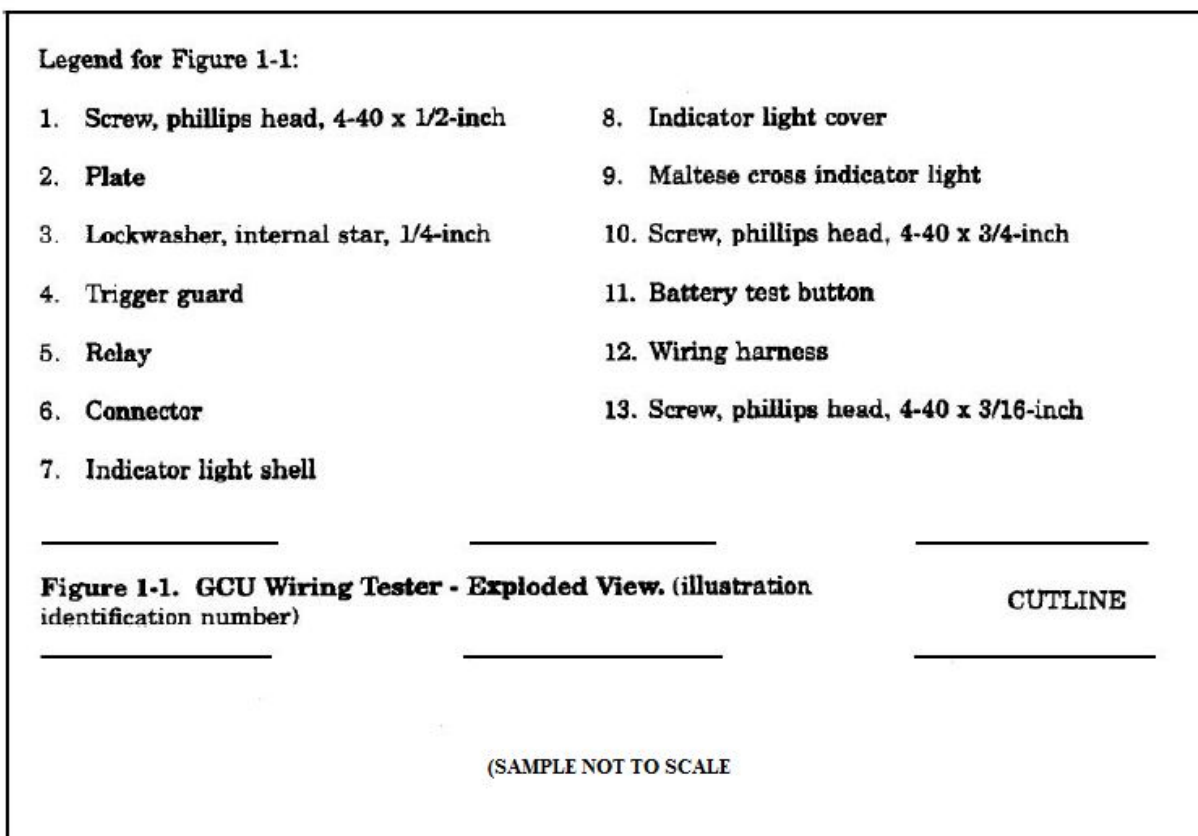 Legend for Figure 1-1:
1. Screw, phillips head, 4-40 x 1/2-inch
2. Plate
3. Lockwasher, internal star, 1/4-inch
4. Trigger guard
5. Relay
6. Connector
7. Indicator light shell
8. Indicator light cover
9. Maltese cross indicator light
10. Screw, phillips head, 4-40 x 3/4-inch
11. Battery test button
12. Wiring harness
13. Screw, phillips head, 4-40 x 3/16-inch
Figure 1-1. GCU Wiring Tester - Exploded View. (illustration
identification number)
CUTLINE
(SAMPLE NOT TO SCALE